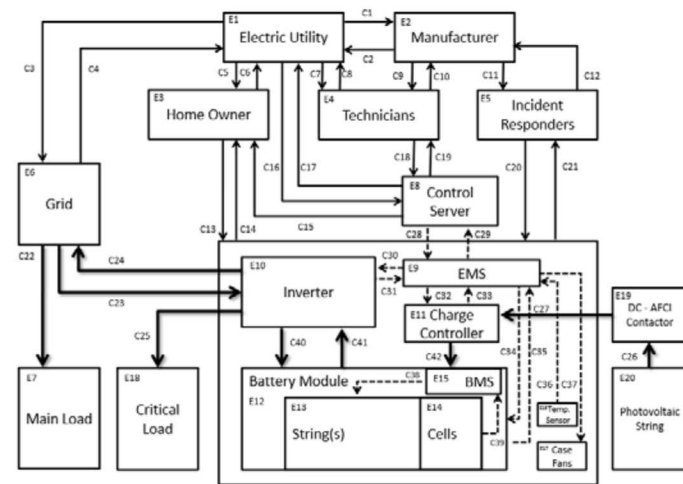 C1
E1
E2
Electric Utility
Manufacturer
C2
C3
C4
C5
C6
C7
C8
C9
C10
C11
C12
E3
Home Owner
E4
Technicians
E5
Incident
Responders
E6
Grid
C16
C17
C18
C19
C20
C21
E8
Control
Server
C13
C14
C15
C22
C24
C23
C28
C29
C30
C31
E9
EMS
E10
Inverter
C32
C33
C27
E11
Charge
Controller
C25
C40
C41
C42
C34
C35
E19
DC - AFCI
Contactor
C26
E7
Main Load
E18
Critical
Load
Battery Module
E12
C38
E15
BMS
E13
String(s)
E14
Cells
C39
C36
C37
Temp.
Sensor
Case
Fans
E20
Photovoltaic
String